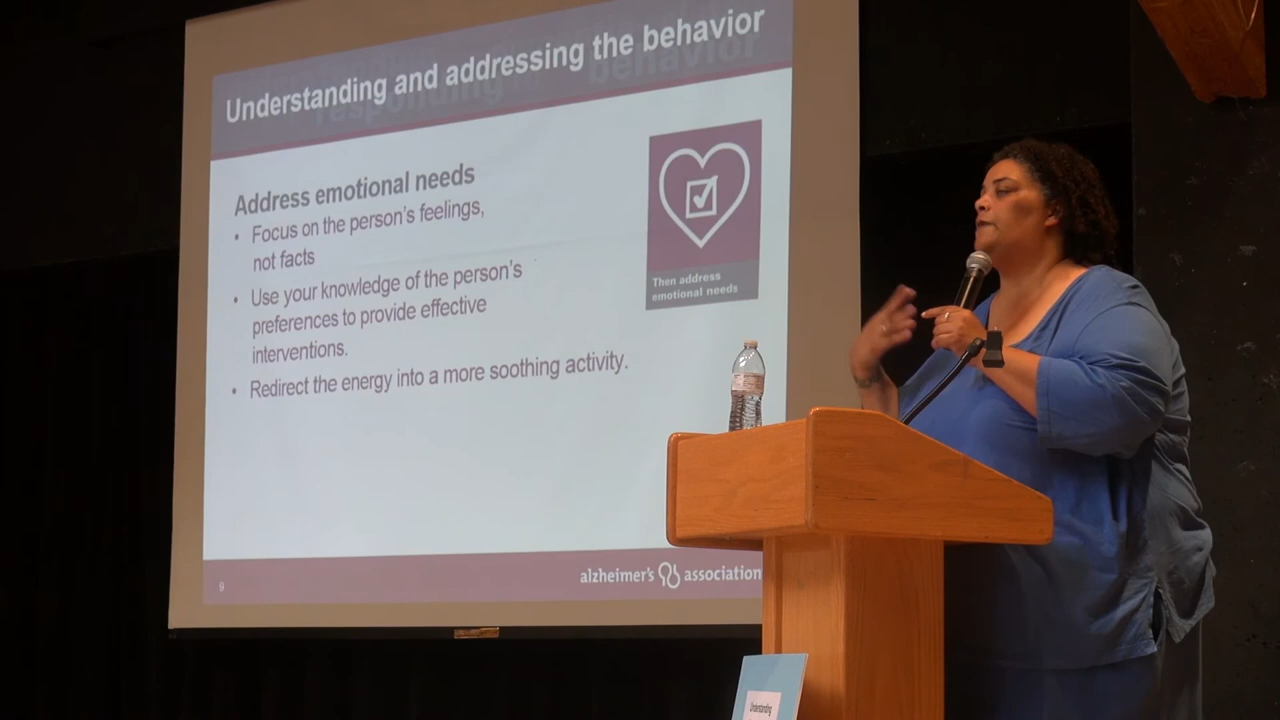 Understanding and addressing the behavior
Address emotional needs
• Focus on the person's feelings,
not facts
• Use your knowledge of the person's
preferences to provide effective
interventions.
• Redirect the energy into a more soothing activity.
Then address
emotional needs
9
alzheimer's association
Understanding